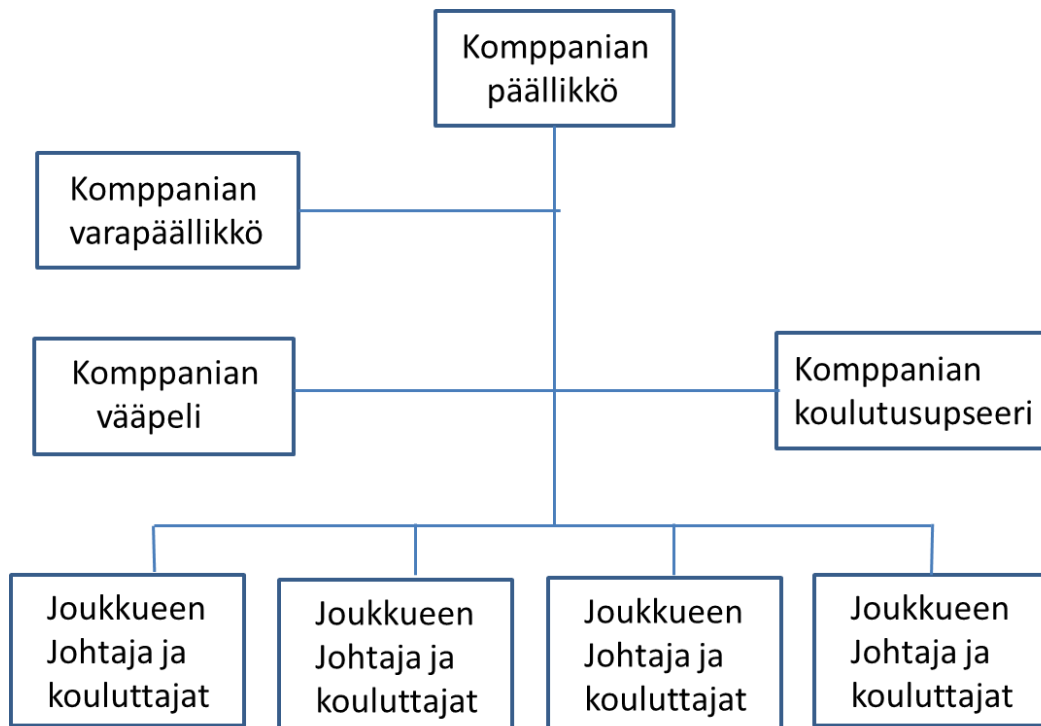 Komppanian
päällikkö
Komppanian
varapäällikkö
Komppanian
vääpeli
Komppanian
koulutusupseeri
Joukkueen
Johtaja ja
kouluttajat
Joukkueen
Johtaja ja
kouluttajat
Joukkueen
Johtaja ja
kouluttajat
Joukkueen
Johtaja ja
kouluttajat